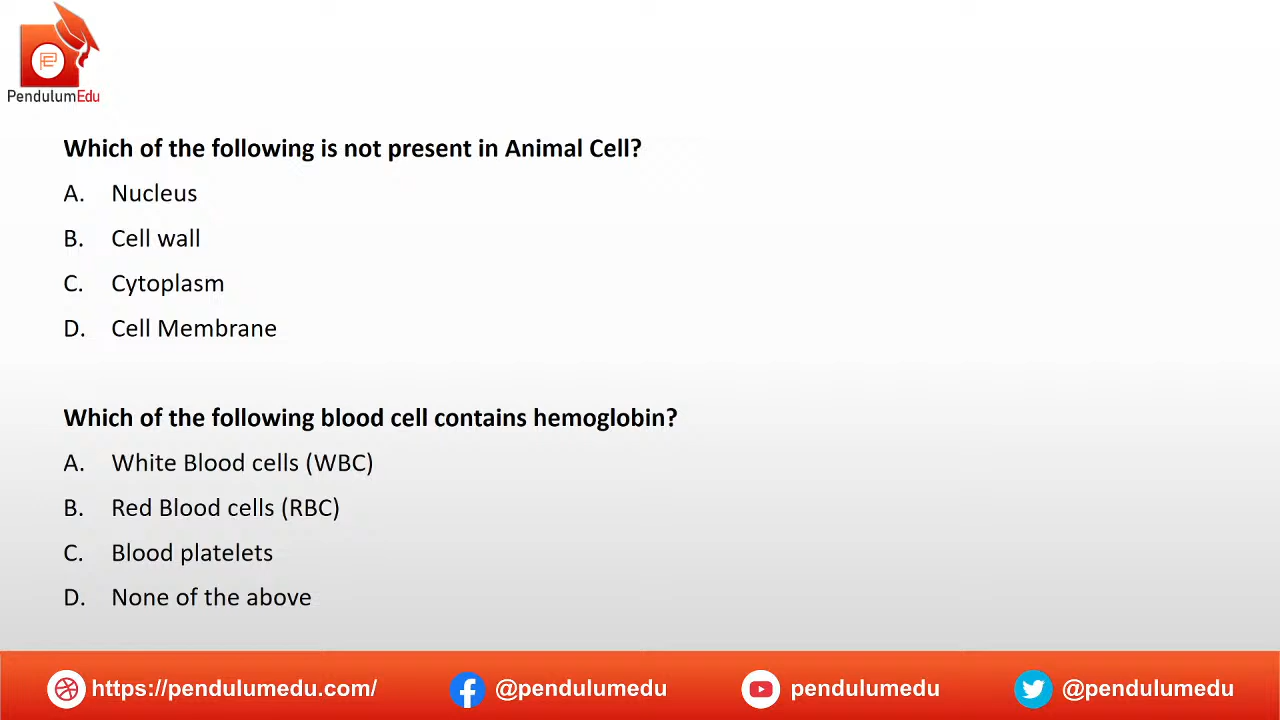 PendulumEdu
Which of the following is not present in Animal Cell?
A. Nucleus
B. Cell wall
C. Cytoplasm
D. Cell Membrane
Which of the following blood cell contains hemoglobin?
A. White Blood cells (WBC)
B. Red Blood cells (RBC)
C. Blood platelets
D. None of the above
https://pendulumedu.com/ @pendulumedu pendulumedu @pendulumedu